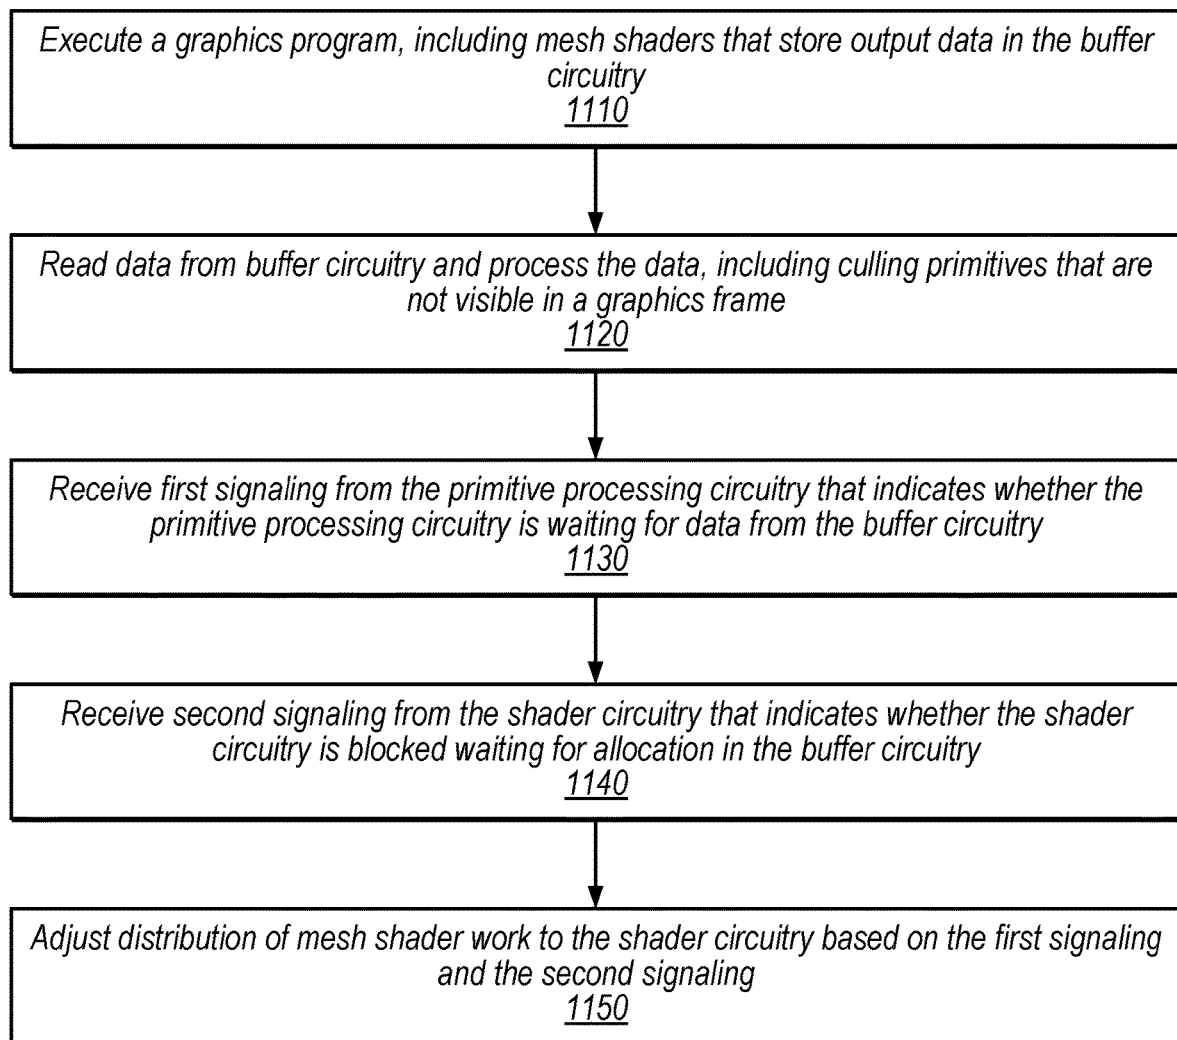 Execute a graphics program, including mesh shaders that store output data in the buffer
circuitry
1110
Read data from buffer circuitry and process the data, including culling primitives that are
not visible in a graphics frame
1120
Receive first signaling from the primitive processing circuitry that indicates whether the
primitive processing circuitry is waiting for data from the buffer circuitry
1130
Receive second signaling from the shader circuitry that indicates whether the shader
circuitry is blocked waiting for allocation in the buffer circuitry
1140
Adjust distribution of mesh shader work to the shader circuitry based on the first signaling
and the second signaling
1150